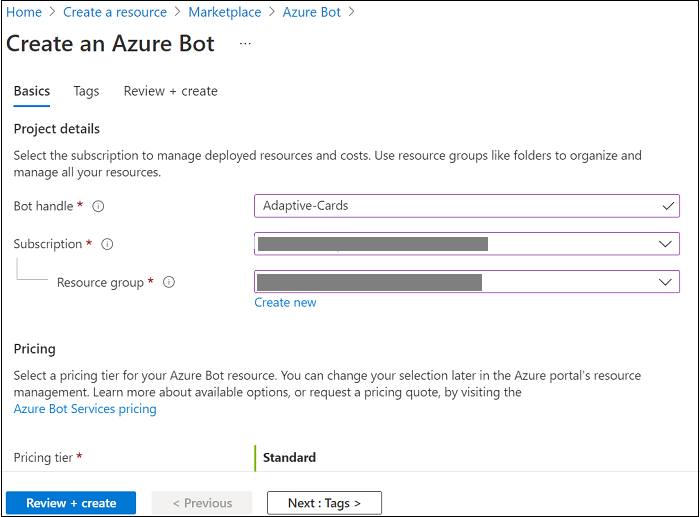 Home > Create a resource > Marketplace > Azure Bot >
Create an Azure Bot ...
Basics Tags Review + create
Project details
Select the subscription to manage deployed resources and costs. Use resource groups like folders to organize and
manage all your resources.
Bot handle *
Adaptive-Cards
Subscription *
Resource group *
Create new
Pricing
Select a pricing tier for your Azure Bot resource. You can change your selection later in the Azure portal's resource
management. Learn more about available options, or request a pricing quote, by visiting the
Azure Bot Services pricing
Pricing tier *
Standard
Review + create
< Previous
Next : Tags >